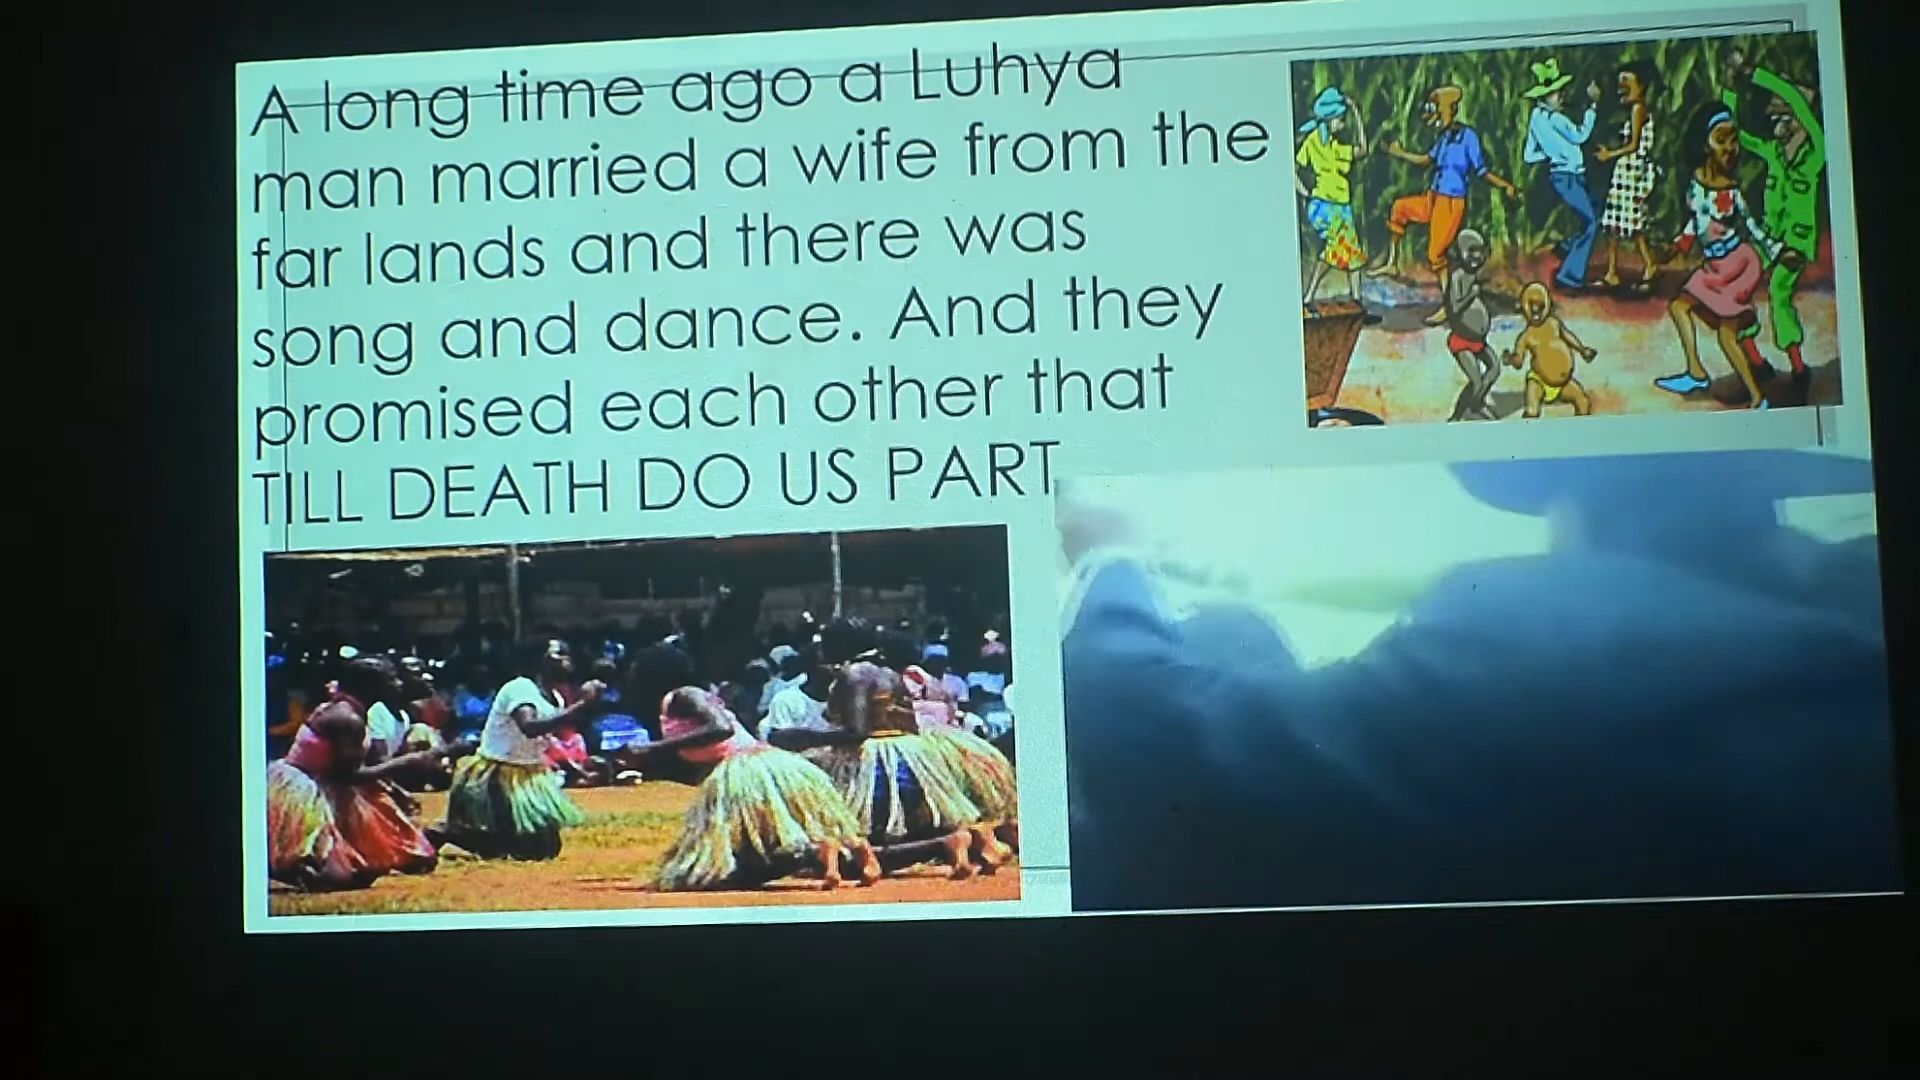 A long time ago a Luhya
man married a wife from the
far lands and there was
song and dance. And they
promised each other that
TILL DEATH DO US PART